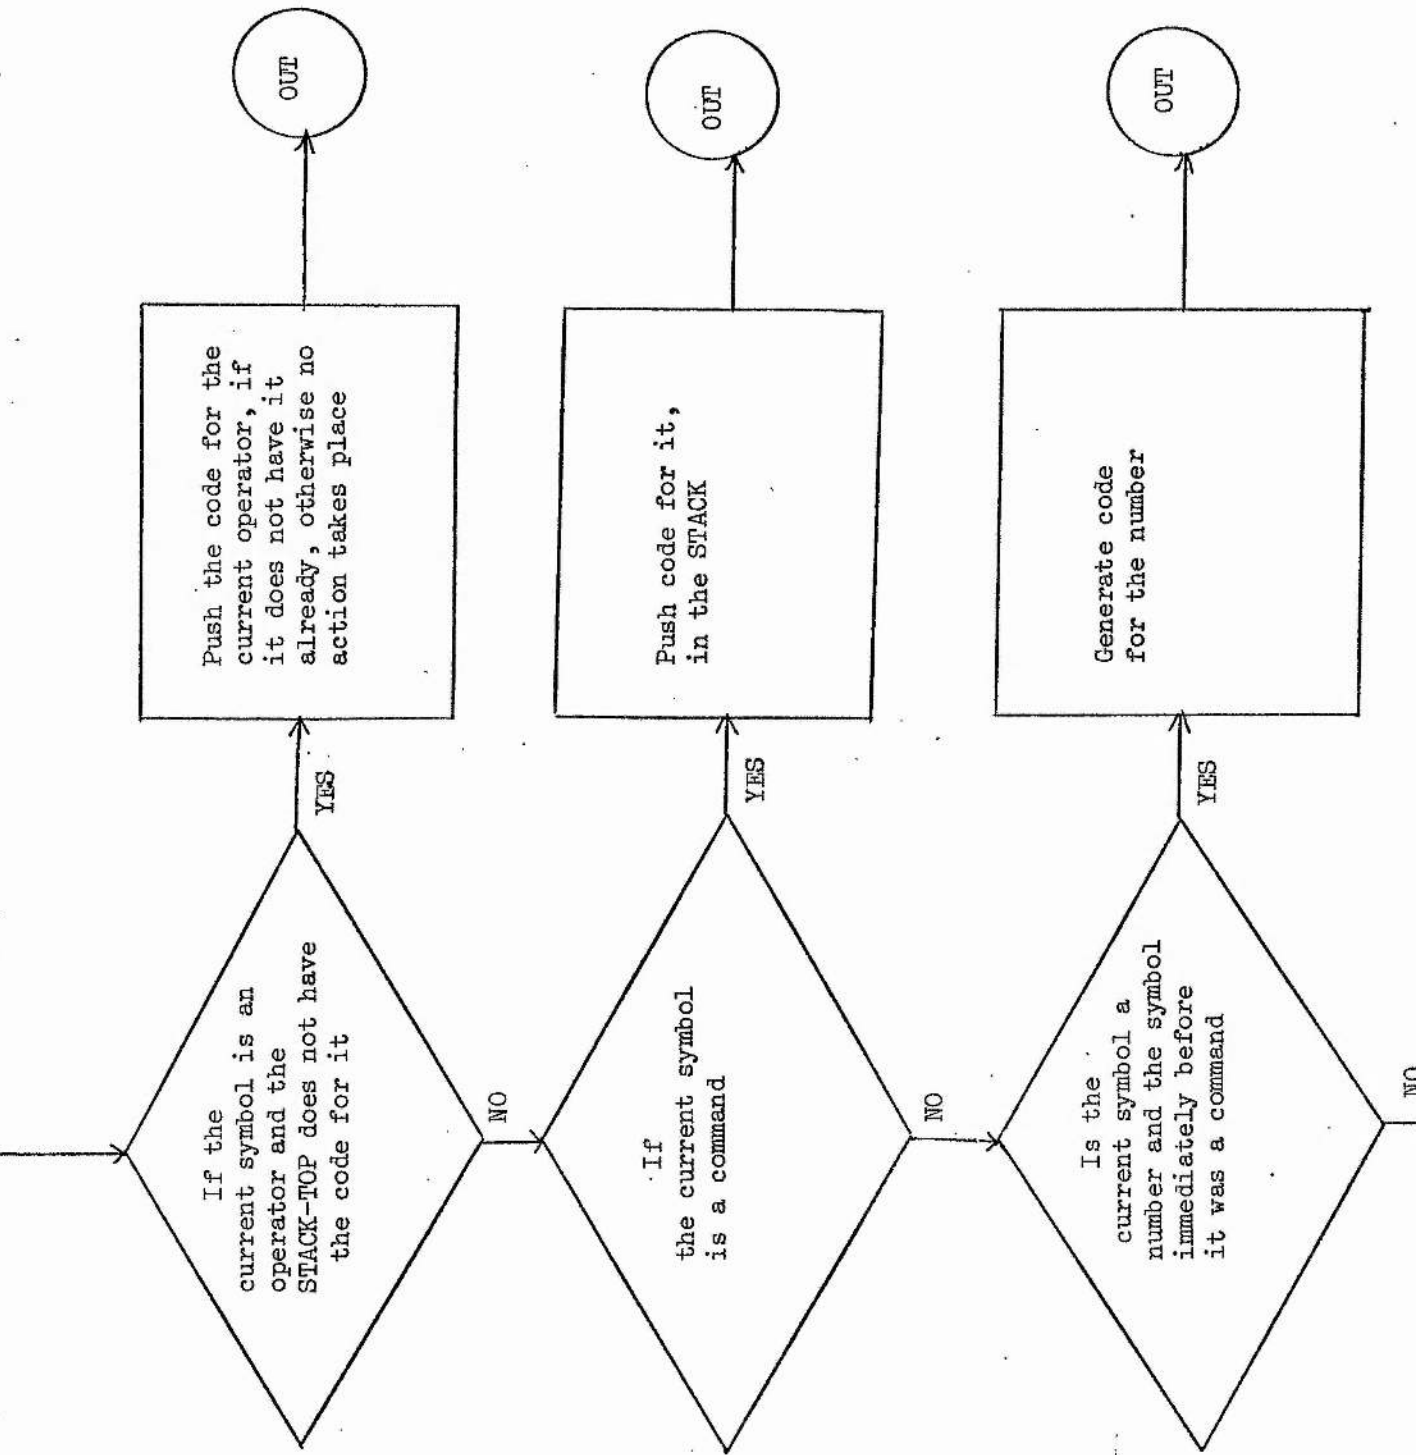 If the
current symbol is an
operator and the
STACK-TOP does not have
the code for it
YES
Push the code for the
current operator, if
it does not have it
already, otherwise no
action takes place
OUT
NO
If
the current symbol
is a command
YES
Push code for it,
in the STACK
OUT
NO
Is the
current symbol a
number and the symbol
immediately before
it was a command
YES
Generate code
for the number
OUT
NO